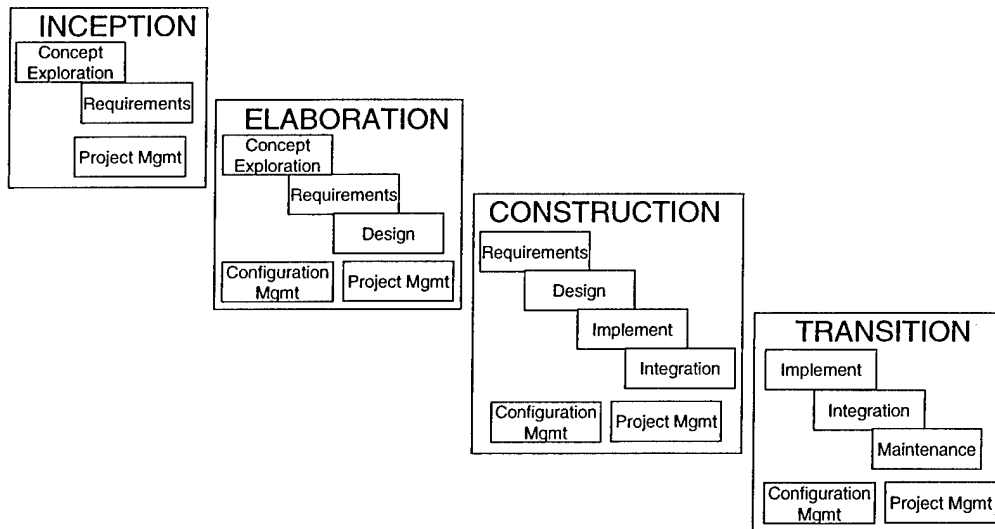 INCEPTION
Concept
Exploration
Requirements
Project Mgmt
ELABORATION
Concept
Exploration
Requirements
Design
Configuration
Mgmt
Project Mgmt
CONSTRUCTION
Requirements
Design
Implement
Integration
Configuration
Mgmt
Project Mgmt
TRANSITION
Implement
Integration
Maintenance
Configuration
Mgmt
Project Mgmt